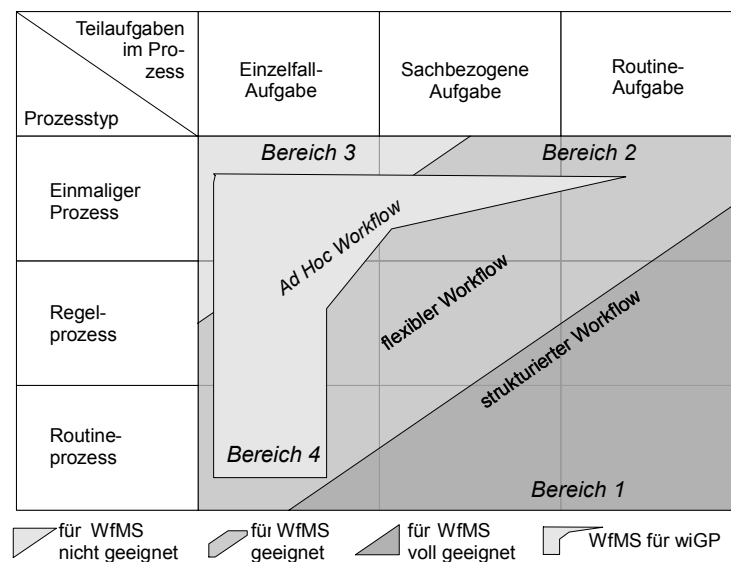 Teilaufgaben
im Pro-
zess
Prozesstyp
Einzelfall-
Aufgabe
Sachbezogene
Aufgabe
Routine-
Aufgabe
Einmaliger
Prozess
Regel-
prozess
Routine-
prozess
Bereich 3
Bereich 2
Ad Hoc Workflow
flexibler Workflow
strukturierter Workflow
Bereich 4
Bereich 1
für WfMS
nicht geeignet
für WfMS
geeignet
für WfMS
voll geeignet
WfMS für wiGP